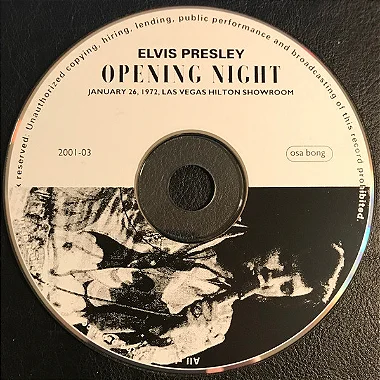 ELVIS PRESLEY
OPENING NIGHT
JANUARY 26, 1972, LAS VEGAS HILTON SHOWROOM
2001-03
osa bong
reserved. Unauthorized copying, hiring, lending, public performance and broadcasting of this record prohibited.
All